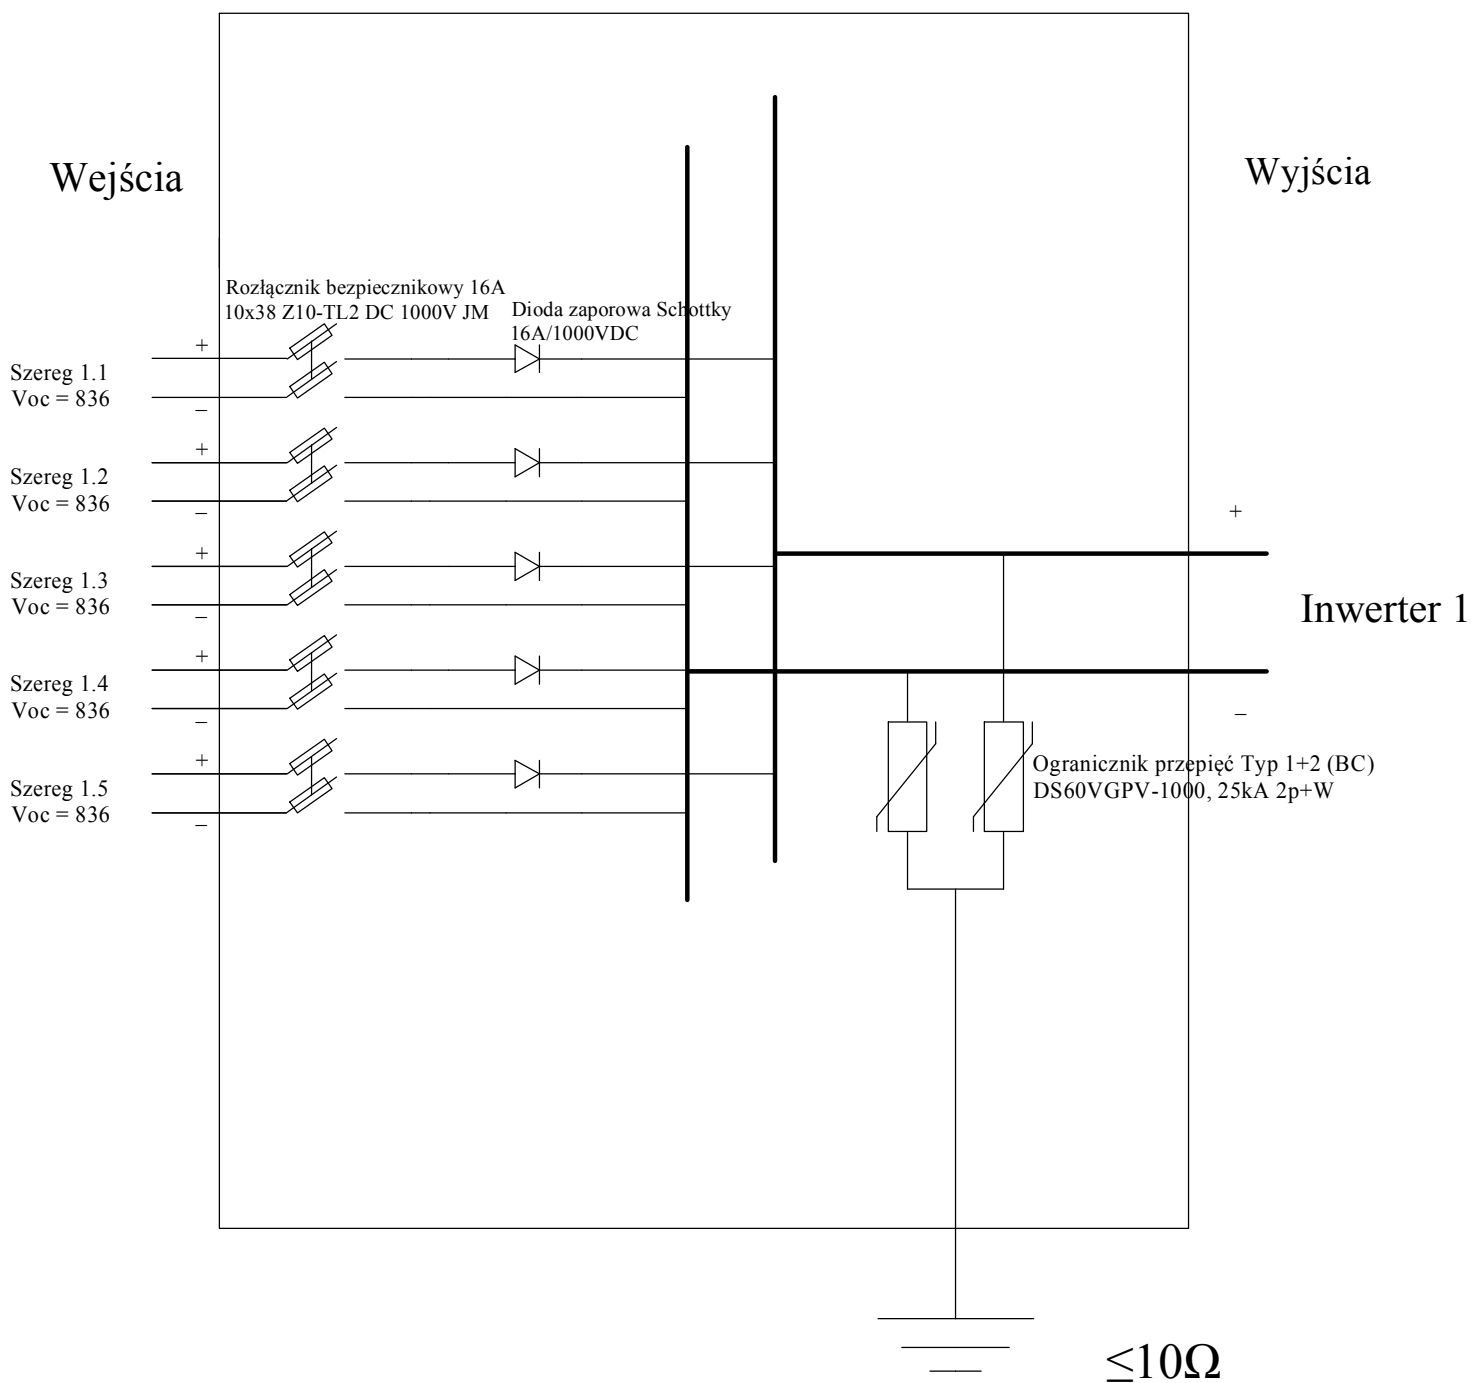 Wejścia
Wyjścia
Rozłącznik bezpiecznikowy 16A
10x38 Z10-TL2 DC 1000V JM
Dioda zaporowa Schottky
16A/1000VDC
+
Szereg 1.1
Voc = 836
–
+
Szereg 1.2
Voc = 836
–
+
Szereg 1.3
Voc = 836
–
+
Szereg 1.4
Voc = 836
–
+
Szereg 1.5
Voc = 836
–
+
Inwerter 1
–
Ogranicznik przepięć Typ 1+2 (BC)
DS60VGPV-1000, 25kA 2p+W
≤10Ω